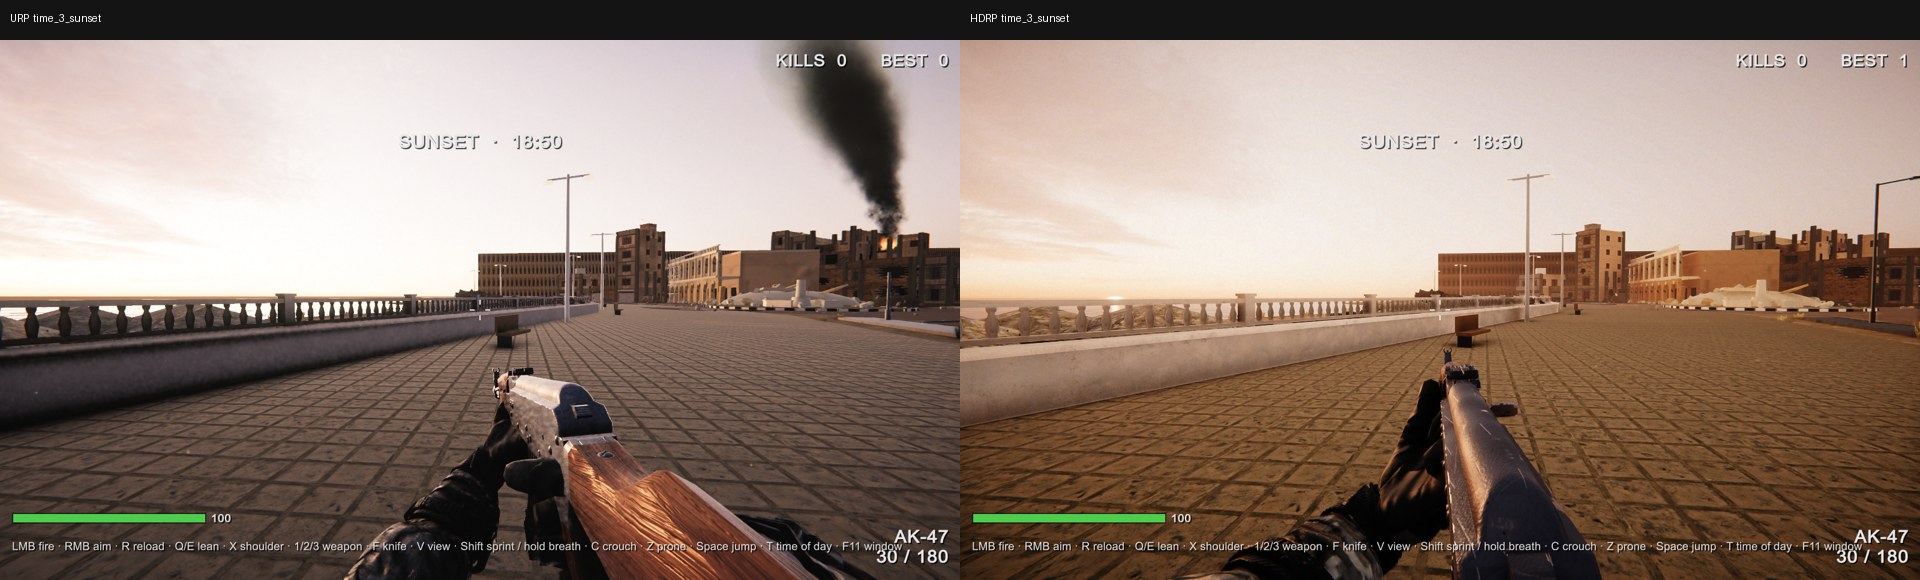 URP time_3_sunset
KILLS 0 BEST 0
SUNSET · 18:50
100
AK-47
LMB fire · RMB aim · R reload · Q/E lean · X shoulder · 1/2/3 weapon · F knife · V view · Shift sprint / hold breath · C crouch · Z prone · Space jump · T time of day · F11 window
30 / 180
HDRP time_3_sunset
KILLS 0 BEST 1
SUNSET · 18:50
100
AK-47
LMB fire · RMB aim · R reload · Q/E lean · X shoulder · 1/2/3 weapon · F knife · V view · Shift sprint / hold breath · C crouch · Z prone · Space jump · T time of day · F11 window
30 / 180